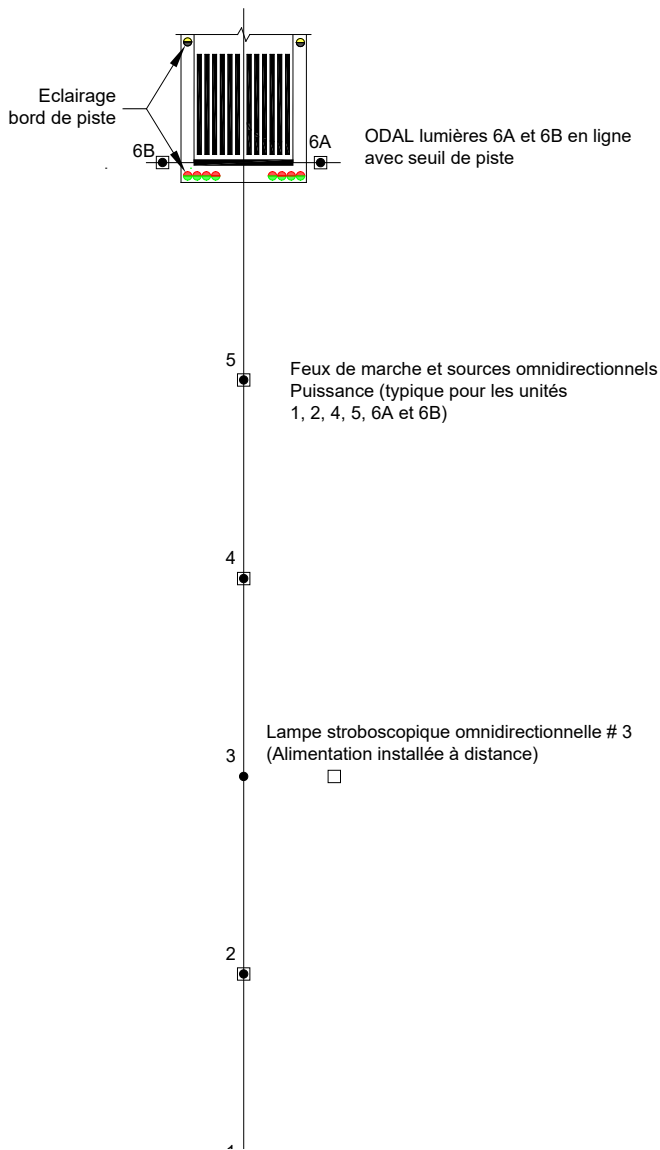 Eclairage
bord de piste
6B
6A
ODAL lumières 6A et 6B en ligne
avec seuil de piste
5
Feux de marche et sources omnidirectionnels
Puissance (typique pour les unités
1, 2, 4, 5, 6A et 6B)
4
Lampe stroboscopique omnidirectionnelle # 3
(Alimentation installée à distance)
3
2